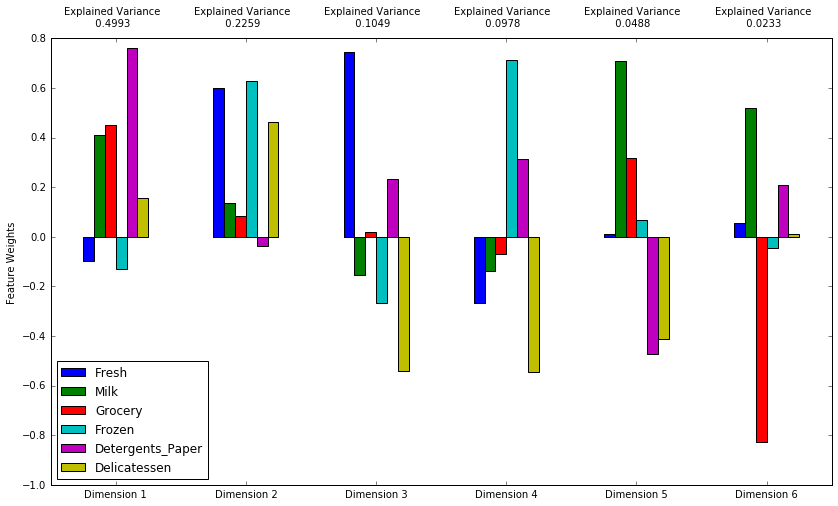 Explained Variance Explained Variance Explained Variance Explained Variance Explained Variance Explained Variance
0.4993 0.2259 0.1049 0.0978 0.0488 0.0233
0.8
0.6
0.4
0.2
0.0
−0.2
−0.4
−0.6
−0.8
−1.0
Feature Weights
Fresh
Milk
Grocery
Frozen
Detergents_Paper
Delicatessen
Dimension 1 Dimension 2 Dimension 3 Dimension 4 Dimension 5 Dimension 6